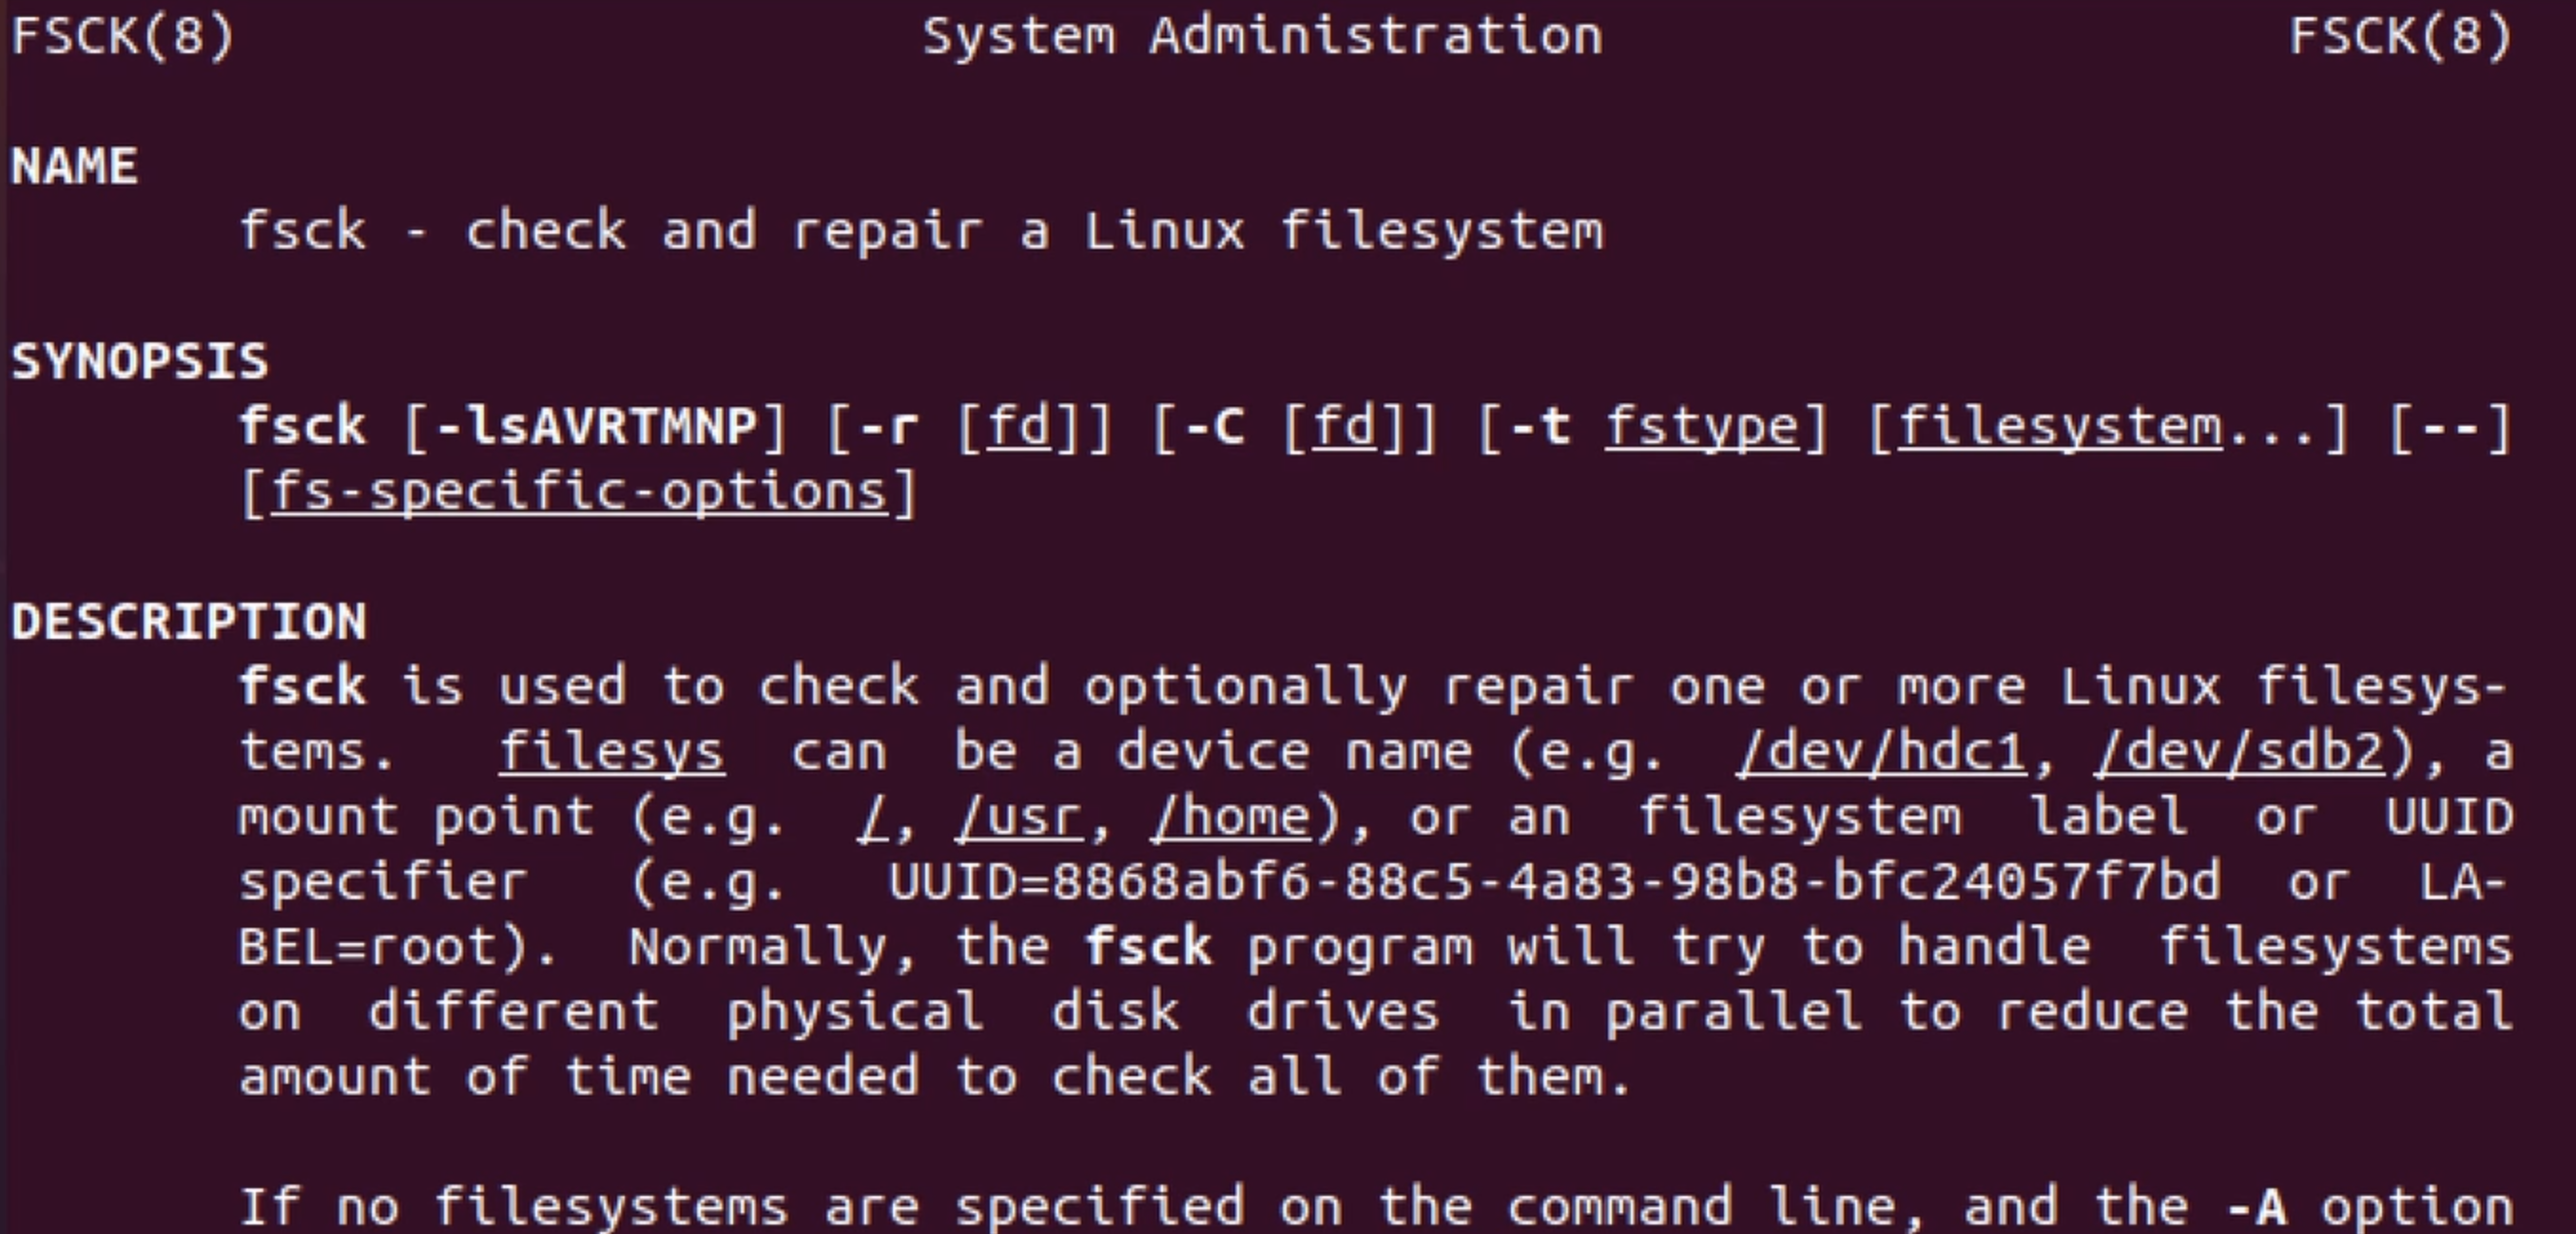 FSCK(8) System Administration FSCK(8)
NAME
fsck - check and repair a Linux filesystem
SYNOPSIS
fsck [-lsAVRTMNP] [-r [fd]] [-C [fd]] [-t fstype] [filesystem...] [--]
[fs-specific-options]
DESCRIPTION
fsck is used to check and optionally repair one or more Linux filesys-
tems. filesys can be a device name (e.g. /dev/hdc1, /dev/sdb2), a
mount point (e.g. /, /usr, /home), or an filesystem label or UUID
specifier (e.g. UUID=8868abf6-88c5-4a83-98b8-bfc24057f7bd or LA-
BEL=root). Normally, the fsck program will try to handle filesystems
on different physical disk drives in parallel to reduce the total
amount of time needed to check all of them.
If no filesystems are specified on the command line, and the -A option